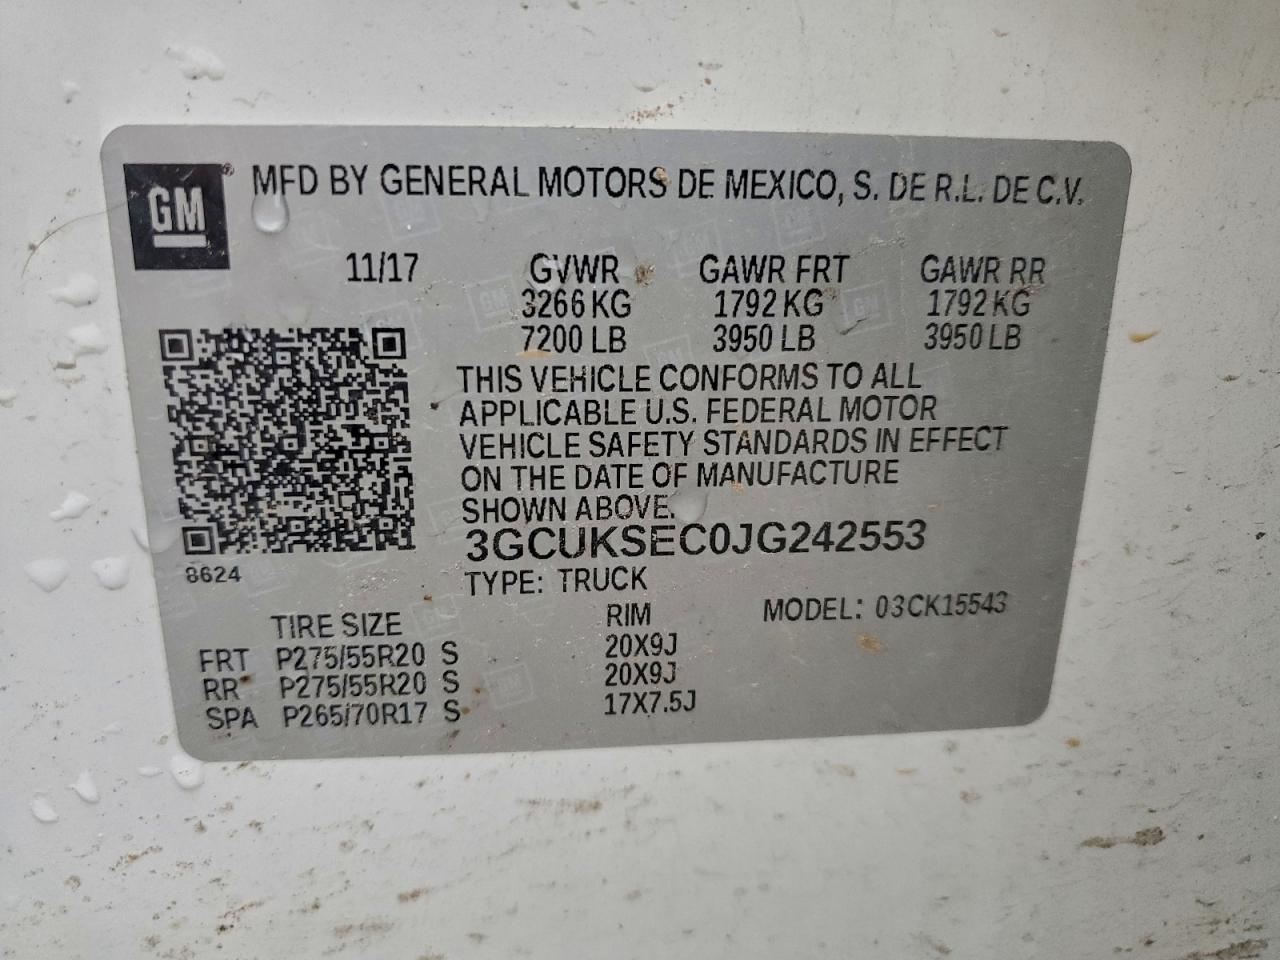 GM
MFD BY GENERAL MOTORS DE MEXICO, S. DE R.L. DE C.V.
11/17 GVWR GAWR FRT GAWR RR
3266 KG 1792 KG 1792 KG
7200 LB 3950 LB 3950 LB
THIS VEHICLE CONFORMS TO ALL
APPLICABLE U.S. FEDERAL MOTOR
VEHICLE SAFETY STANDARDS IN EFFECT
ON THE DATE OF MANUFACTURE
SHOWN ABOVE.
3GCUKSEC0JG242553
8624
TYPE: TRUCK
TIRE SIZE RIM MODEL: 03CK15543
FRT P275/55R20 S 20X9J
RR P275/55R20 S 20X9J
SPA P265/70R17 S 17X7.5J